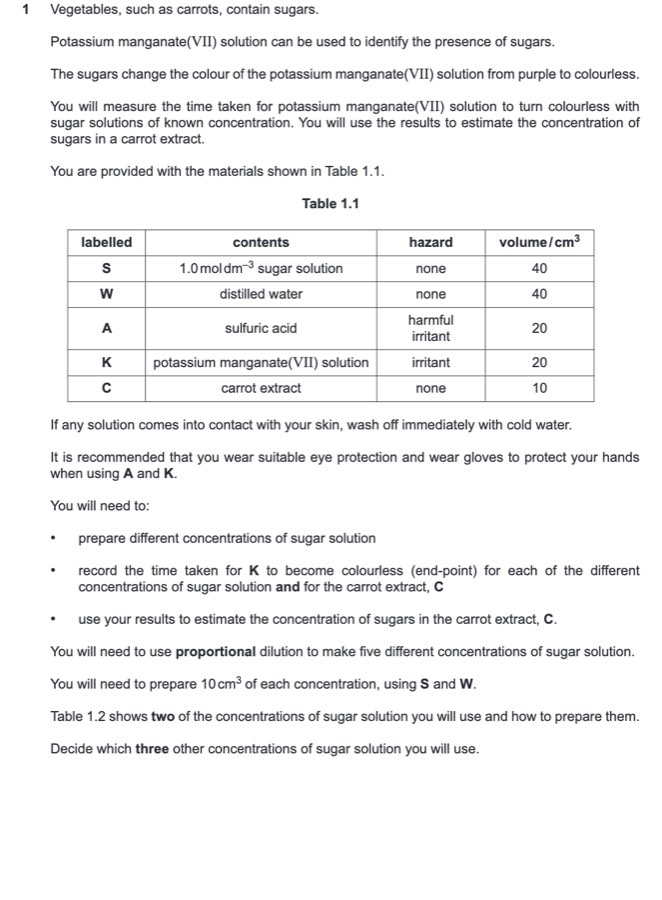 1 Vegetables, such as carrots, contain sugars.
Potassium manganate(VII) solution can be used to identify the presence of sugars.
The sugars change the colour of the potassium manganate(VII) solution from purple to colourless.
You will measure the time taken for potassium manganate(VII) solution to turn colourless with
sugar solutions of known concentration. You will use the results to estimate the concentration of
sugars in a carrot extract.
You are provided with the materials shown in Table 1.1.
Table 1.1
labelled contents hazard volume/cm³
S 1.0 mol dm⁻³ sugar solution none 40
W distilled water none 40
A sulfuric acid harmful irritant 20
K potassium manganate(VII) solution irritant 20
C carrot extract none 10
If any solution comes into contact with your skin, wash off immediately with cold water.
It is recommended that you wear suitable eye protection and wear gloves to protect your hands
when using A and K.
You will need to:
• prepare different concentrations of sugar solution
• record the time taken for K to become colourless (end-point) for each of the different
concentrations of sugar solution and for the carrot extract, C
• use your results to estimate the concentration of sugars in the carrot extract, C.
You will need to use proportional dilution to make five different concentrations of sugar solution.
You will need to prepare 10 cm³ of each concentration, using S and W.
Table 1.2 shows two of the concentrations of sugar solution you will use and how to prepare them.
Decide which three other concentrations of sugar solution you will use.